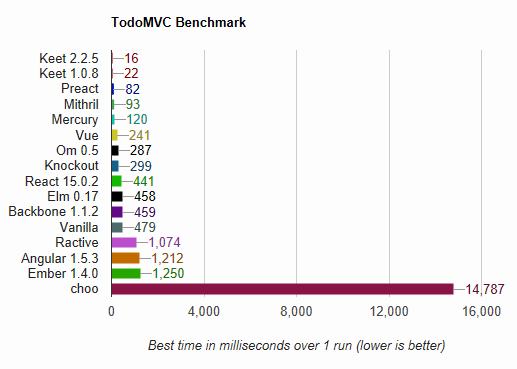 TodoMVC Benchmark
Keet 2.2.5 16
Keet 1.0.8 22
Preact 82
Mithril 93
Mercury 120
Vue 241
Om 0.5 287
Knockout 299
React 15.0.2 441
Elm 0.17 458
Backbone 1.1.2 459
Vanilla 479
Ractive 1,074
Angular 1.5.3 1,212
Ember 1.4.0 1,250
choo 14,787
0 4,000 8,000 12,000 16,000
Best time in milliseconds over 1 run (lower is better)